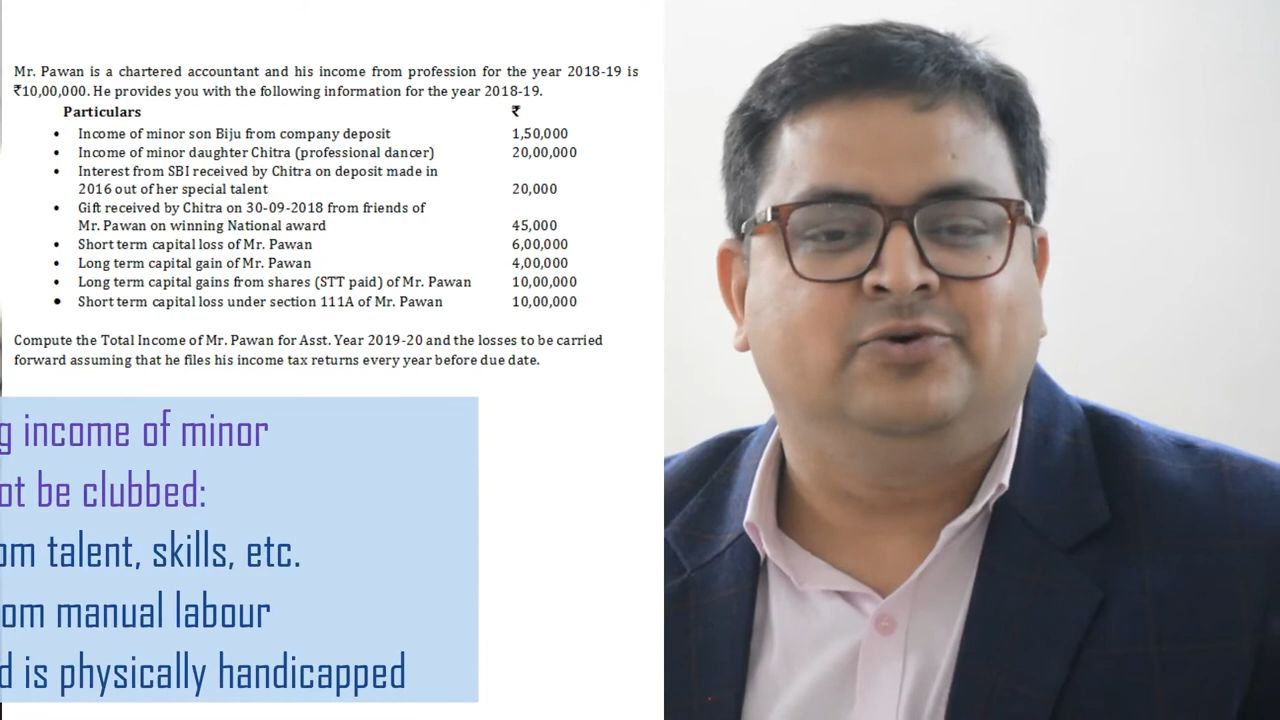 Mr. Pawan is a chartered accountant and his income from profession for the year 2018-19 is
₹10,00,000. He provides you with the following information for the year 2018-19.
Particulars ₹
• Income of minor son Biju from company deposit 1,50,000
• Income of minor daughter Chitra (professional dancer) 20,00,000
• Interest from SBI received by Chitra on deposit made in
2016 out of her special talent 20,000
• Gift received by Chitra on 30-09-2018 from friends of
Mr. Pawan on winning National award 45,000
• Short term capital loss of Mr. Pawan 6,00,000
• Long term capital gain of Mr. Pawan 4,00,000
• Long term capital gains from shares (STT paid) of Mr. Pawan 10,00,000
• Short term capital loss under section 111A of Mr. Pawan 10,00,000
Compute the Total Income of Mr. Pawan for Asst. Year 2019-20 and the losses to be carried
forward assuming that he files his income tax returns every year before due date.
g income of minor
ot be clubbed:
om talent, skills, etc.
om manual labour
d is physically handicapped